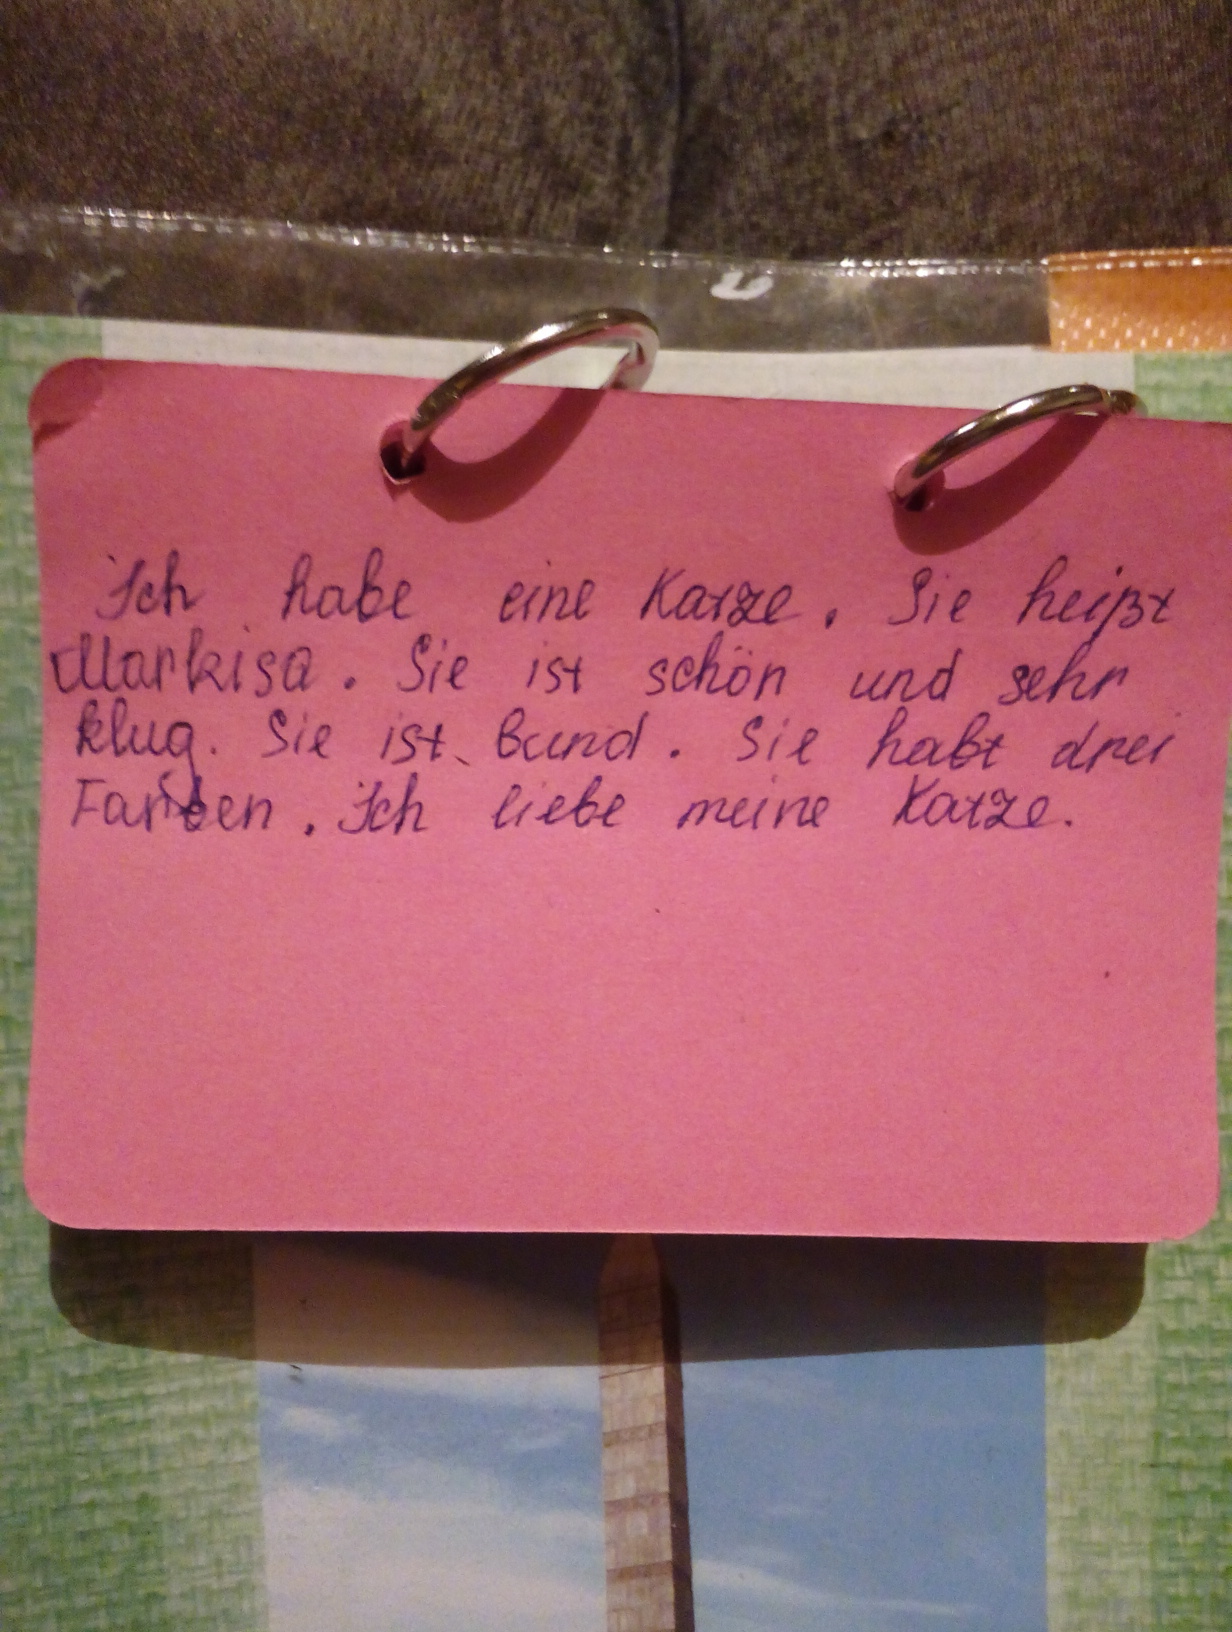 Ich habe eine Katze. Sie heißt
Markisa. Sie ist schön und sehr
klug. Sie ist bund. Sie habt drei
Farben. Ich liebe meine Katze.